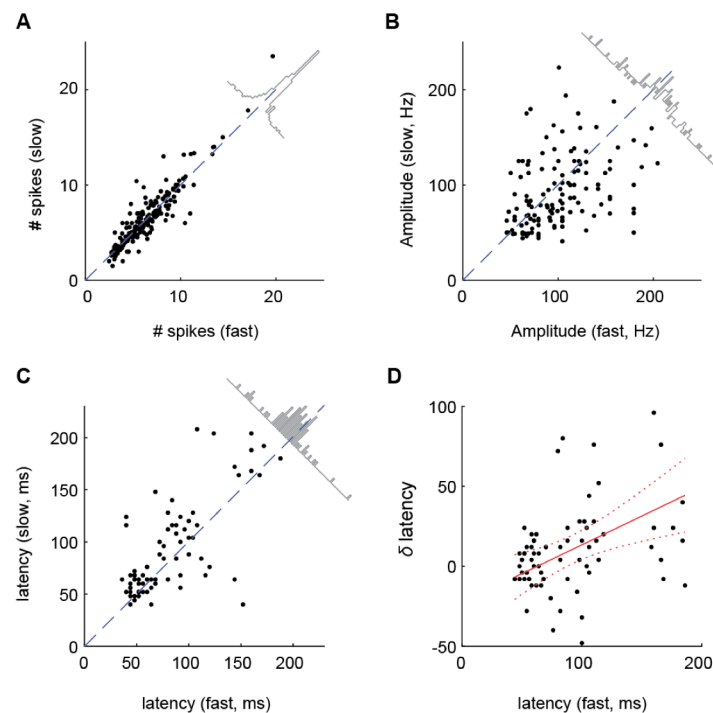 A
20
10
0
0
10
20
# spikes (slow)
# spikes (fast)
B
200
100
0
0
100
200
Amplitude (slow, Hz)
Amplitude (fast, Hz)
C
200
150
100
50
0
0
50
100
150
200
latency (slow, ms)
latency (fast, ms)
D
100
50
0
-50
0
100
200
δ latency
latency (fast, ms)